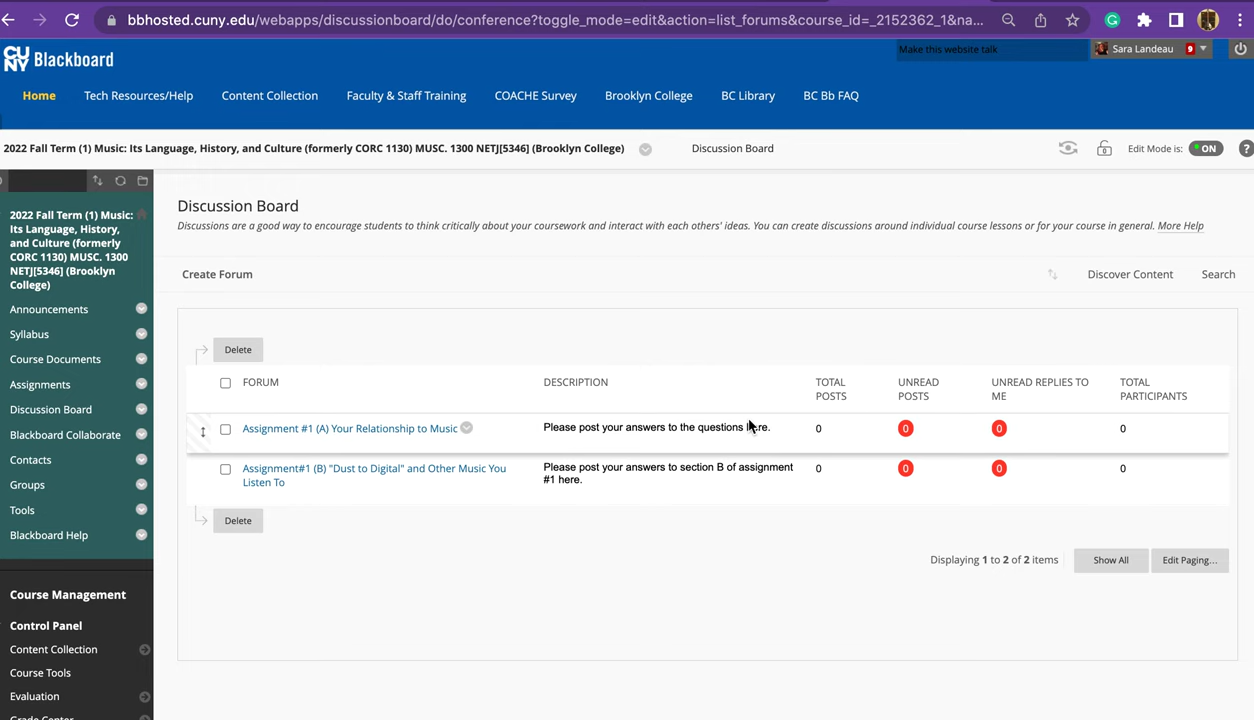 bbhosted.cuny.edu/webapps/discussionboard/do/conference?toggle_mode=edit&action=list_forums&course_id=_2152362_1&na...
CUNY Blackboard
Make this website talk
Sara Landeau 9
Home Tech Resources/Help Content Collection Faculty & Staff Training COACHE Survey Brooklyn College BC Library BC Bb FAQ
2022 Fall Term (1) Music: Its Language, History, and Culture (formerly CORC 1130) MUSC. 1300 NETJ[5346] (Brooklyn College) Discussion Board Edit Mode is: ON ?
2022 Fall Term (1) Music:
Its Language, History,
and Culture (formerly
CORC 1130) MUSC. 1300
NETJ[5346] (Brooklyn
College)
Announcements
Syllabus
Course Documents
Assignments
Discussion Board
Blackboard Collaborate
Contacts
Groups
Tools
Blackboard Help
Course Management
Control Panel
Content Collection
Course Tools
Evaluation
Grade Center
Discussion Board
Discussions are a good way to encourage students to think critically about your coursework and interact with each others' ideas. You can create discussions around individual course lessons or for your course in general. More Help
Create Forum Discover Content Search
Delete
FORUM DESCRIPTION TOTAL POSTS UNREAD POSTS UNREAD REPLIES TO ME TOTAL PARTICIPANTS
Assignment #1 (A) Your Relationship to Music Please post your answers to the questions here. 0 0 0 0
Assignment#1 (B) "Dust to Digital" and Other Music You
Listen To
Please post your answers to section B of assignment
#1 here.
0 0 0 0
Delete
Displaying 1 to 2 of 2 items Show All Edit Paging...